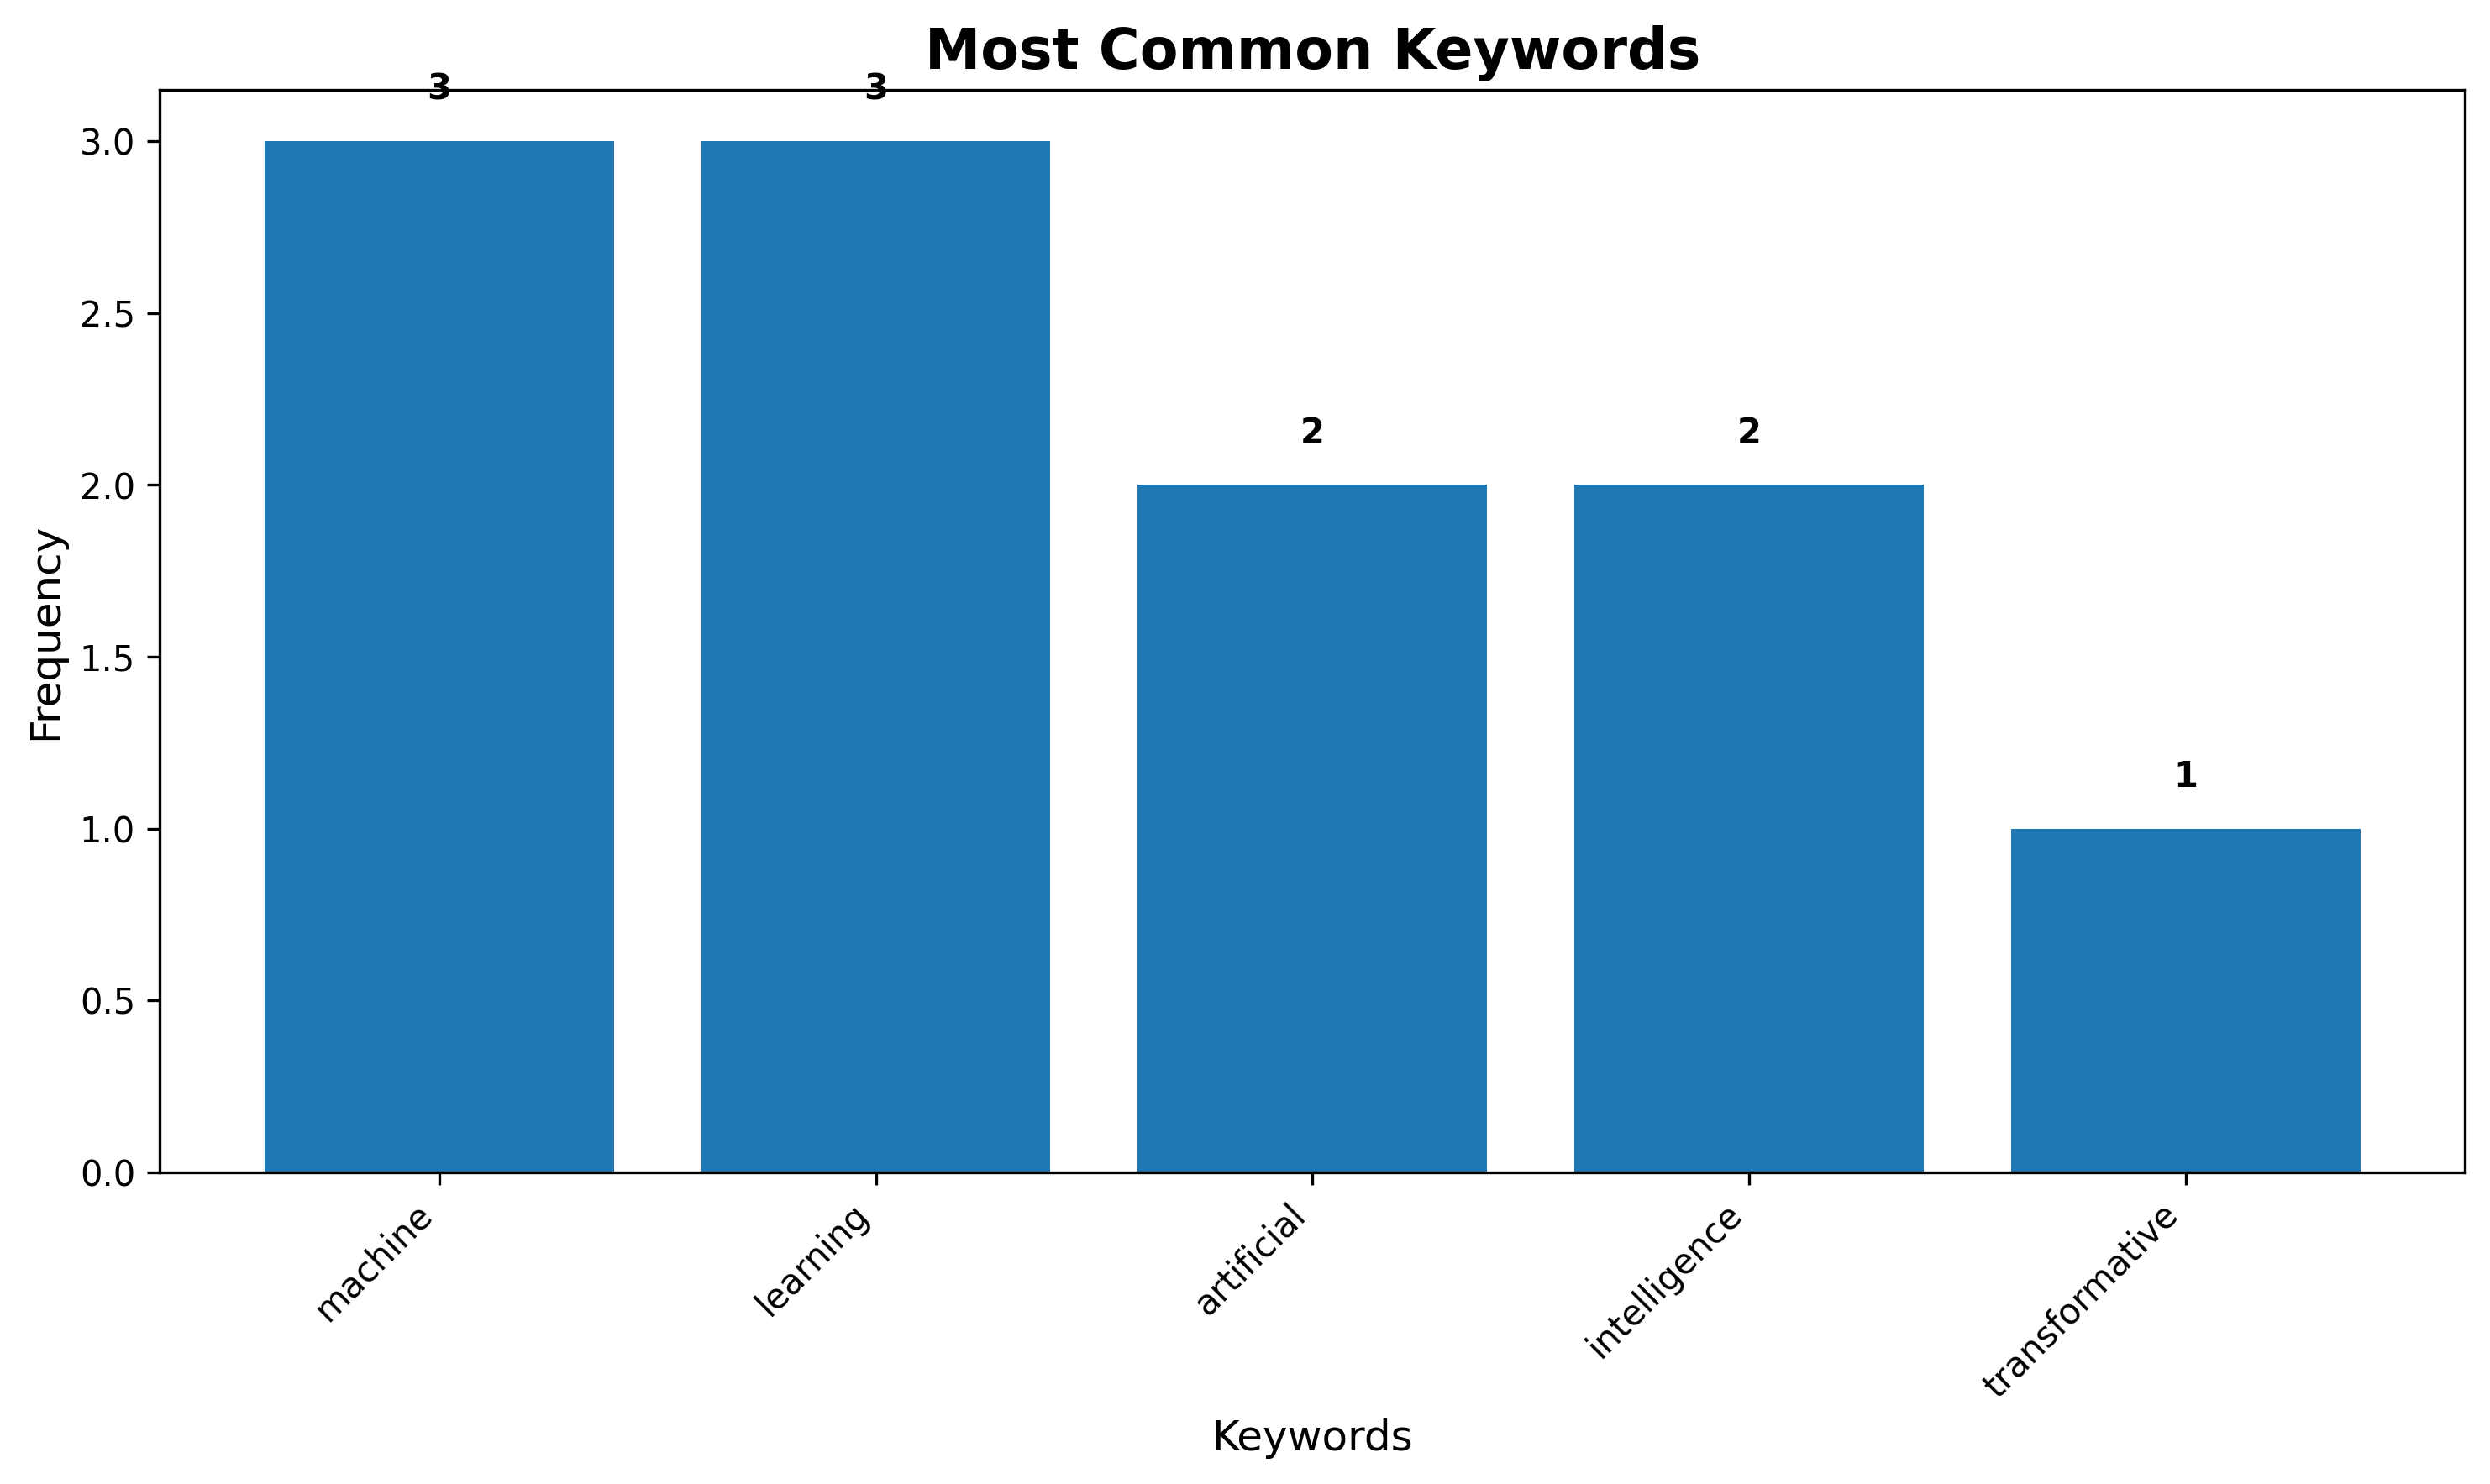 Most Common Keywords
3
3
2
2
1
3.0
2.5
2.0
1.5
1.0
0.5
0.0
Frequency
machine
learning
artificial
intelligence
transformative
Keywords